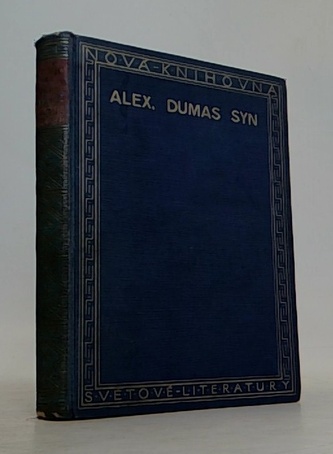 NOVÁ-KNIHOVNA
ALEX. DUMAS SYN
SVĚTOVÉ-LITERATURY